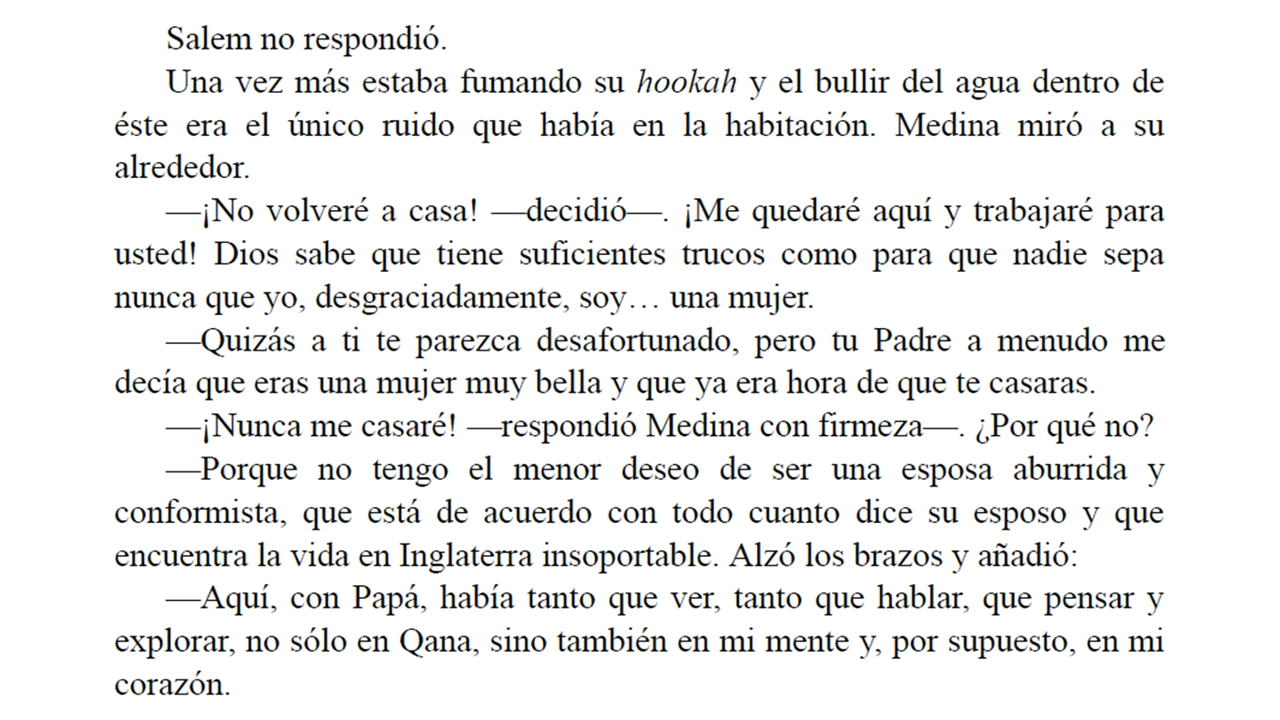 Salem no respondió.
Una vez más estaba fumando su hookah y el bullir del agua dentro de
éste era el único ruido que había en la habitación. Medina miró a su
alrededor.
—¡No volveré a casa! —decidió—. ¡Me quedaré aquí y trabajaré para
usted! Dios sabe que tiene suficientes trucos como para que nadie sepa
nunca que yo, desgraciadamente, soy… una mujer.
—Quizás a ti te parezca desafortunado, pero tu Padre a menudo me
decía que eras una mujer muy bella y que ya era hora de que te casaras.
—¡Nunca me casaré! —respondió Medina con firmeza—. ¿Por qué no?
—Porque no tengo el menor deseo de ser una esposa aburrida y
conformista, que está de acuerdo con todo cuanto dice su esposo y que
encuentra la vida en Inglaterra insoportable. Alzó los brazos y añadió:
—Aquí, con Papá, había tanto que ver, tanto que hablar, que pensar y
explorar, no sólo en Qana, sino también en mi mente y, por supuesto, en mi
corazón.